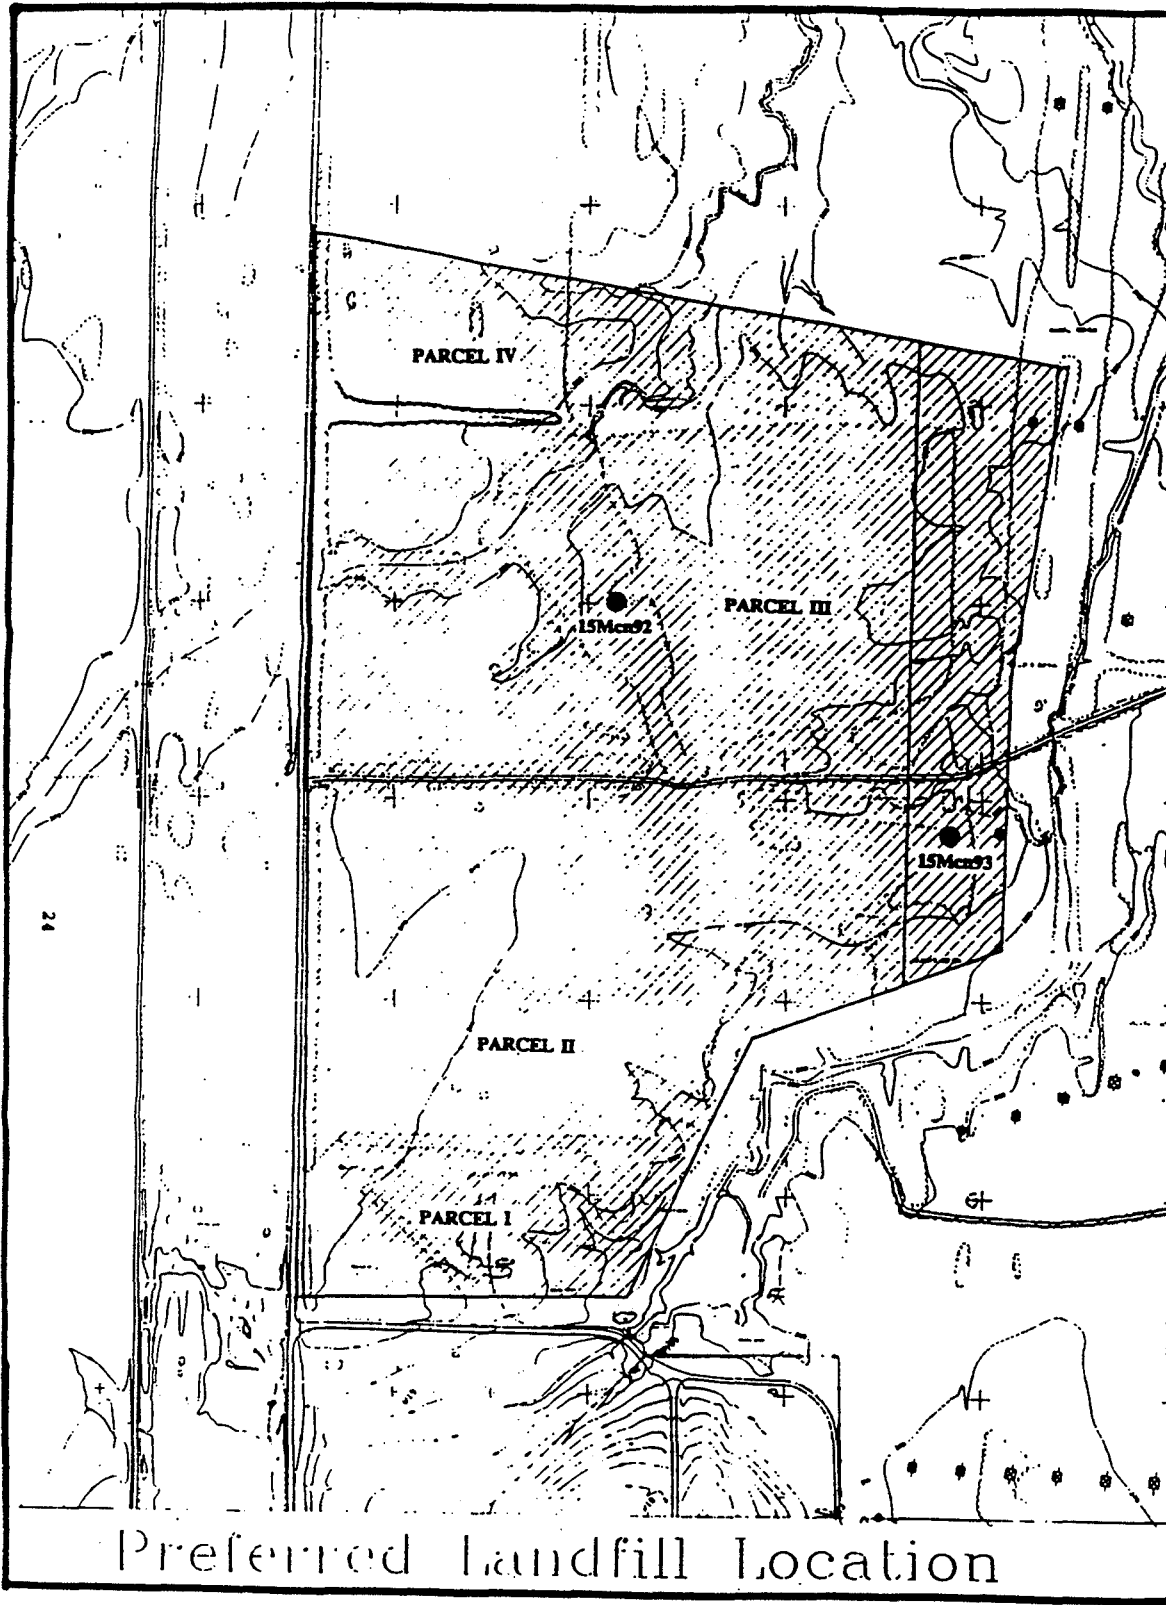 PARCEL IV
PARCEL III
15Mcn92
15Mcn93
24
PARCEL II
PARCEL I
Preferred Landfill Location